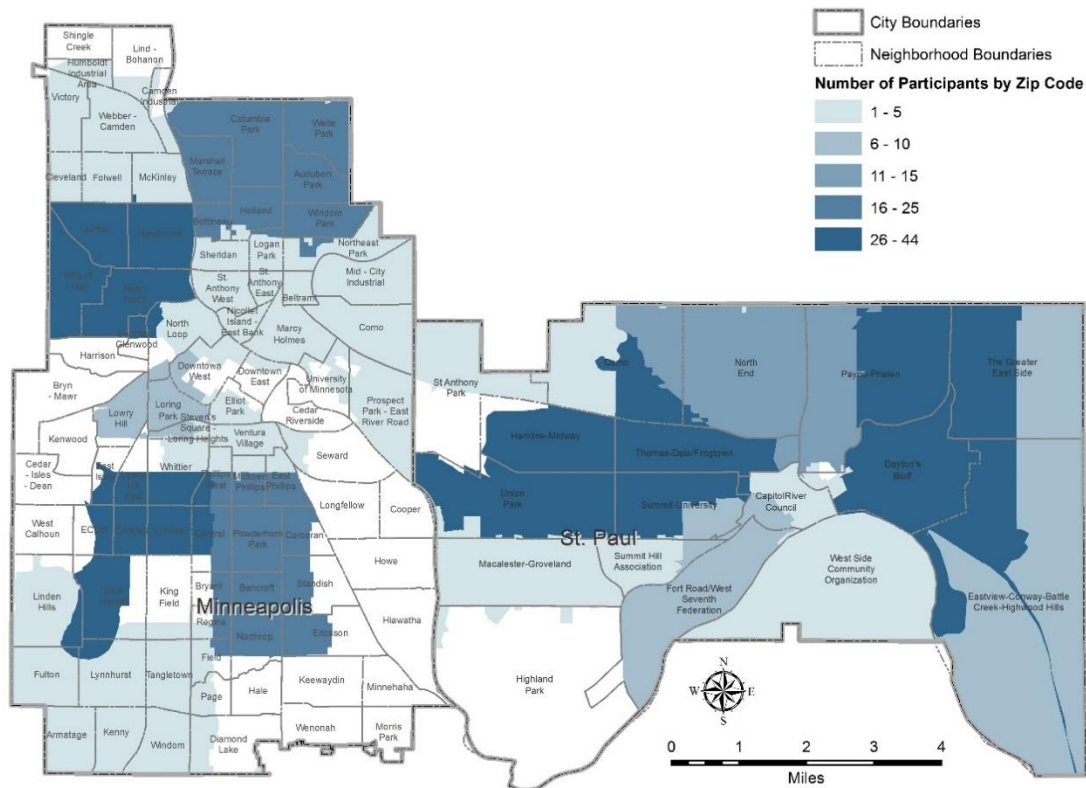 City Boundaries
Neighborhood Boundaries
Number of Participants by Zip Code
1 - 5
6 - 10
11 - 15
16 - 25
26 - 44
Shingle
Creek
Lind -
Bohanon
Humboldt
Industrial
Area
Camden
Industrial
Victory
Webber -
Camden
Columbia
Park
Waite
Park
Marshall
Terrace
Audubon
Park
Cleveland
Folwell
McKinley
Holland
Bottineau
Windom
Park
Northeast
Park
Sheridan
Logan
Park
Mid - City
Industrial
St.
Anthony
West
St.
Anthony
East
Beltrami
Nicollet
Island -
East Bank
North
Loop
Marcy
Holmes
Como
Glenwood
Harrison
Downtown
West
Downtown
East
University
of Minnesota
Bryn
- Mawr
Loring
Park
Elliot
Park
Cedar
Riverside
Prospect
Park - East
River Road
Lowry
Hill
Steven's
Square -
Loring Heights
Ventura
Village
Kenwood
Seward
Cedar
- Isles
- Dean
Whittier
Midtown
Phillips
East
Phillips
Longfellow
Cooper
West
Calhoun
Powderhorn
Park
Corcoran
Howe
Linden
Hills
King
Field
Bryant
Bancroft
Standish
Minneapolis
Regina
Northrop
Ericsson
Hiawatha
Fulton
Lynnhurst
Tangletown
Field
Page
Hale
Keewaydin
Minnehaha
Wenonah
Morris
Park
Armatage
Kenny
Windom
Diamond
Lake
St Anthony
Park
Como
North
End
Payne-Phalen
The Greater
East Side
Hamline-Midway
Thomas-Dale/Frogtown
Dayton's
Bluff
Union
Park
Summit-University
CapitolRiver
Council
St. Paul
Macalester-Groveland
Summit Hill
Association
West Side
Community
Organization
Fort Road/West
Seventh
Federation
Eastview-Conway-Battle
Creek-Highwood Hills
Highland
Park
N
W
E
S
0
1
2
3
4
Miles